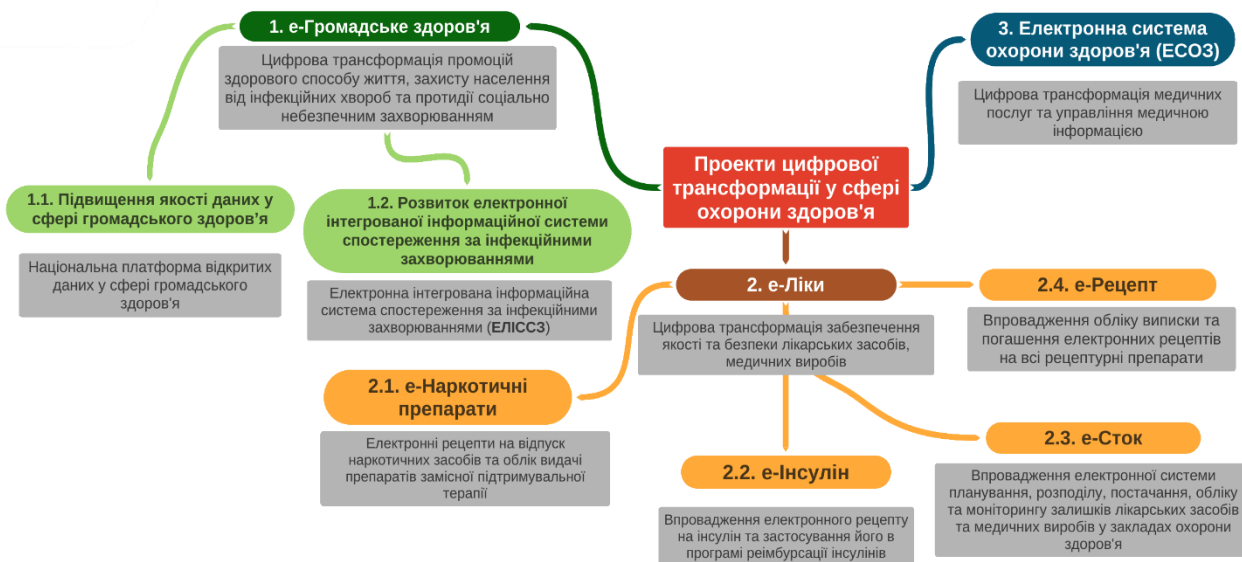 1. е-Громадське здоров'я
Цифрова трансформація промоцій
здорового способу життя, захисту населення
від інфекційних хвороб та протидії соціально
небезпечним захворюванням
1.1. Підвищення якості даних у
сфері громадського здоров’я
Національна платформа відкритих
даних у сфері громадського
здоров'я
1.2. Розвиток електронної
інтегрованої інформаційної системи
спостереження за інфекційними
захворюваннями
Електронна інтегрована інформаційна
система спостереження за інфекційними
захворюваннями (ЕЛІССЗ)
Проекти цифрової
трансформації у сфері
охорони здоров'я
3. Електронна система
охорони здоров'я (ЕСОЗ)
Цифрова трансформація медичних
послуг та управління медичною
інформацією
2. е-Ліки
Цифрова трансформація забезпечення
якості та безпеки лікарських засобів,
медичних виробів
2.1. е-Наркотичні
препарати
Електронні рецепти на відпуск
наркотичних засобів та облік видачі
препаратів замісної підтримувальної
терапії
2.2. е-Інсулін
Впровадження електронного рецепту
на інсулін та застосування його в
програмі реімбурсації інсулінів
2.3. е-Сток
Впровадження електронної системи
планування, розподілу, постачання, обліку
та моніторингу залишків лікарських засобів
та медичних виробів у закладах охорони
здоров'я
2.4. е-Рецепт
Впровадження обліку виписки та
погашення електронних рецептів
на всі рецептурні препарати